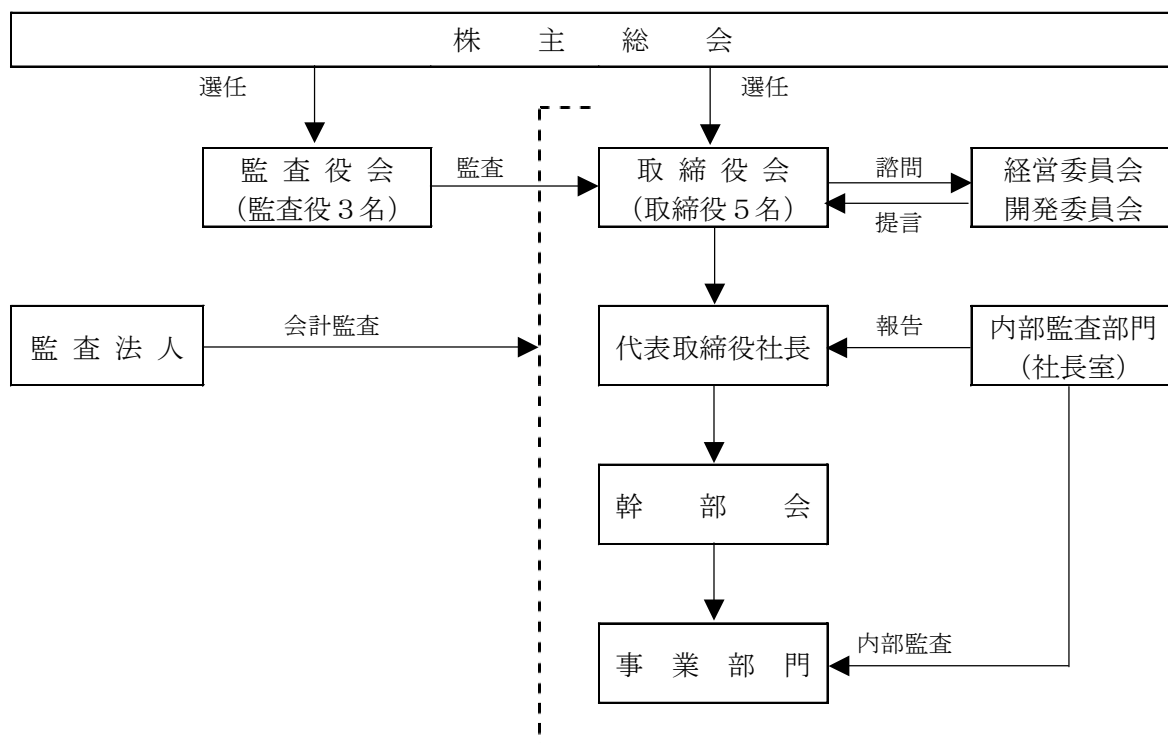 株主総会
選任
選任
監査役会
(監査役3名)
監査
取締役会
(取締役5名)
諮問
提言
経営委員会
開発委員会
監査法人
会計監査
代表取締役社長
報告
内部監査部門
(社長室)
幹部会
事業部門
内部監査